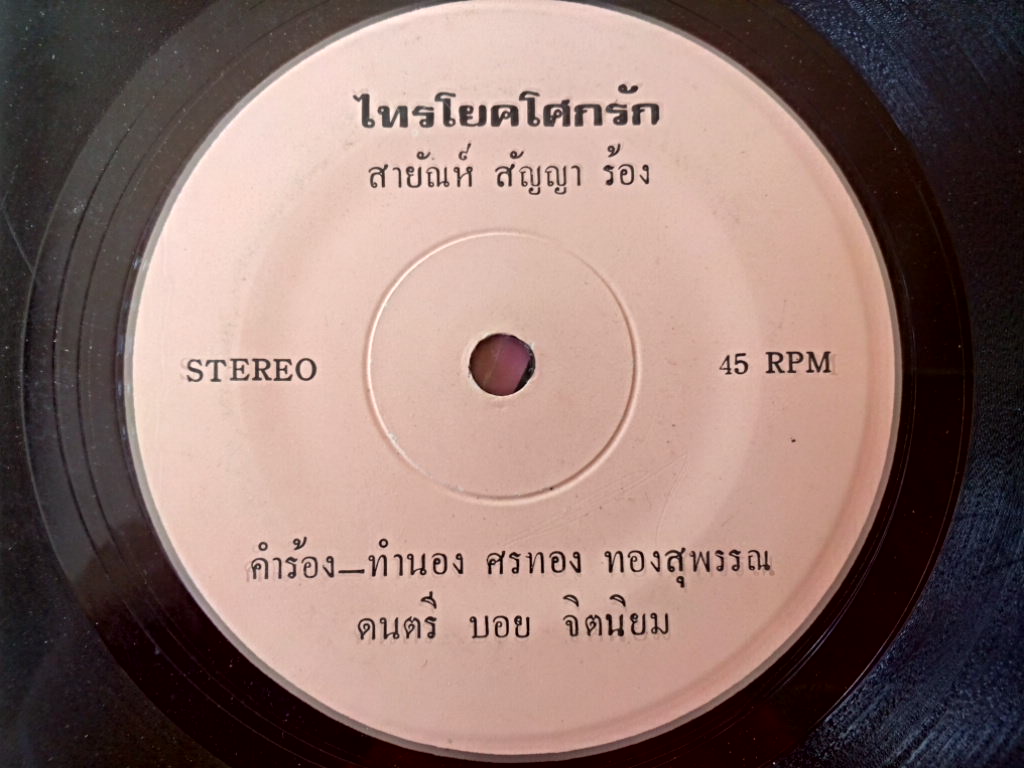 ไทรโยคโศกรัก
สายัณห์ สัญญา ร้อง
STEREO
45 RPM
คำร้อง–ทำนอง ศรทอง ทองสุพรรณ
ดนตรี บอย จิตนิยม